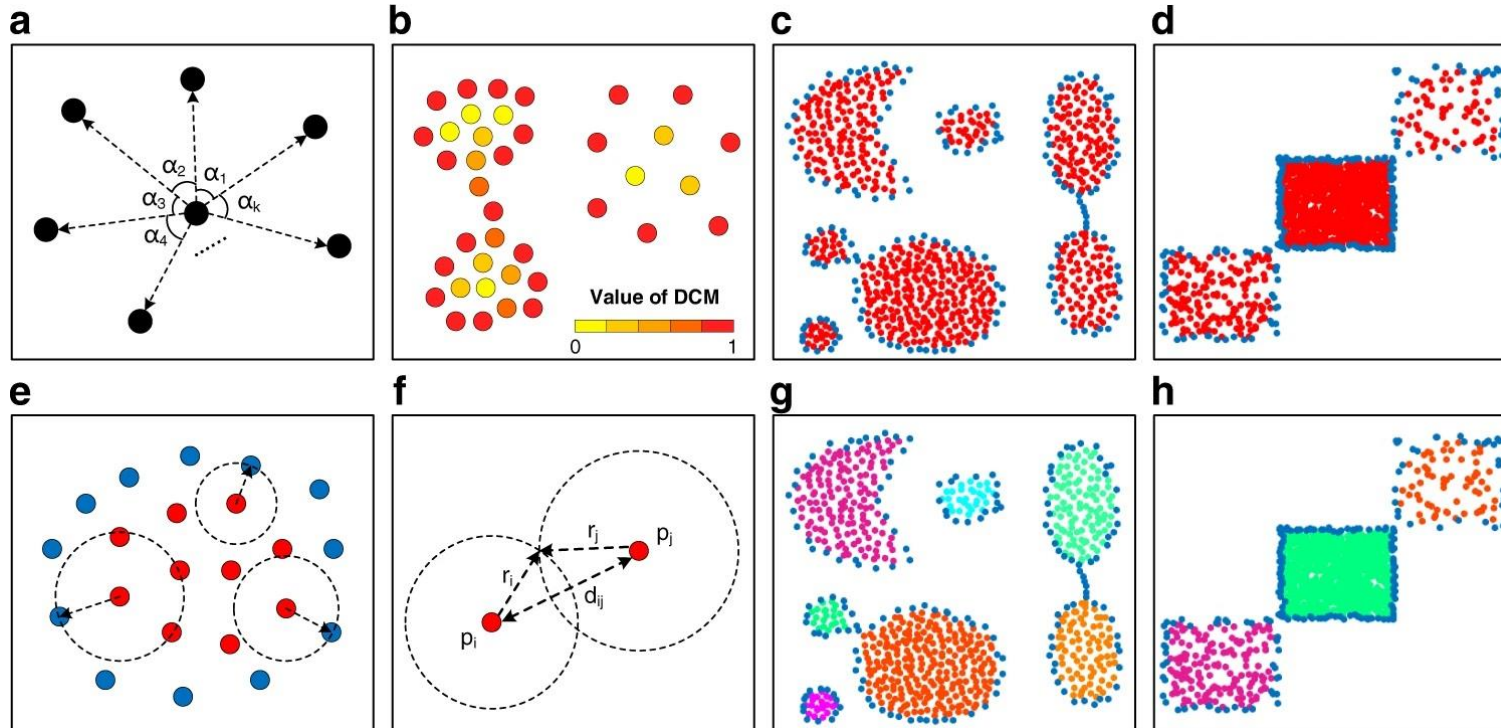 a
b
c
d
α₂
α₁
α₃
αₖ
α₄
......
Value of DCM
0
1
e
f
g
h
rⱼ
pⱼ
rᵢ
dᵢⱼ
pᵢ